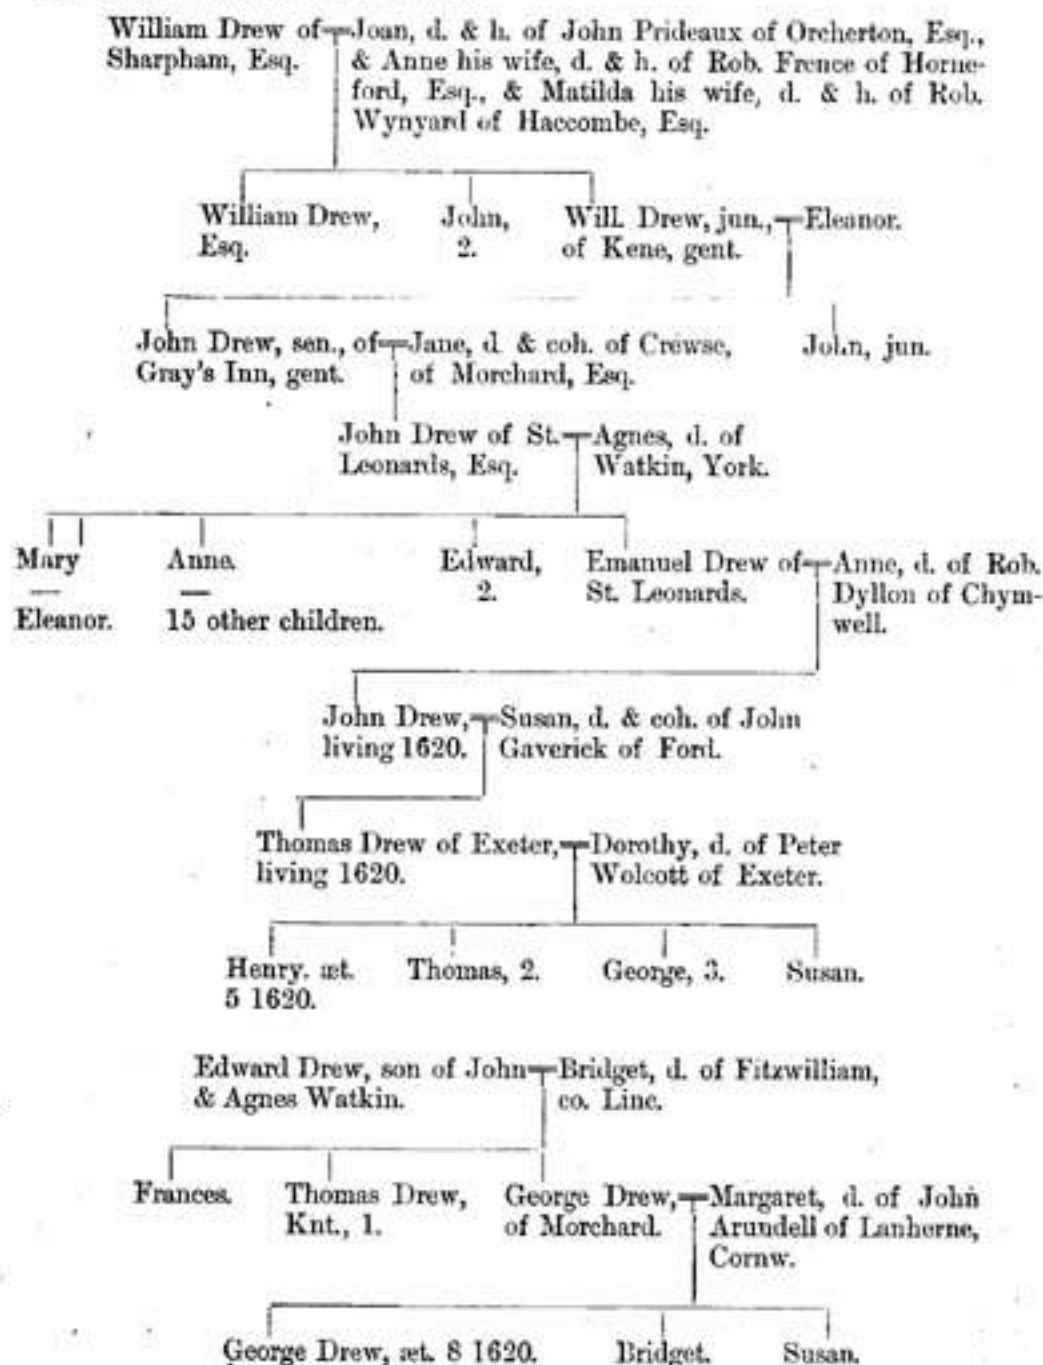 William Drew of Joan, d. & h. of John Prideaux of Orcherton, Esq.,
Sharpham, Esq. & Anne his wife, d. & h. of Rob. Frence of Horne-
ford, Esq., & Matilda his wife, d. & h. of Rob.
Wynyard of Haccombe, Esq.
William Drew, John, Will. Drew, jun., Eleanor.
Esq. 2. of Kene, gent.
John Drew, sen., of Jane, d. & coh. of Crewse, John, jun.
Gray's Inn, gent. of Morchard, Esq.
John Drew of St. Agnes, d. of
Leonards, Esq. Watkin, York.
Mary Anne. Edward, Emanuel Drew of Anne, d. of Rob.
— — 2. St. Leonards. Dyllon of Chym-
Eleanor. 15 other children. well.
John Drew, Susan, d. & coh. of John
living 1620. Gaverick of Ford.
Thomas Drew of Exeter, Dorothy, d. of Peter
living 1620. Wolcott of Exeter.
Henry. æt. Thomas, 2. George, 3. Susan.
5 1620.
Edward Drew, son of John Bridget, d. of Fitzwilliam,
& Agnes Watkin. co. Linc.
Frances. Thomas Drew, George Drew, Margaret, d. of John
Knt., 1. of Morchard. Arundell of Lanherne,
Cornw.
George Drew, æt. 8 1620. Bridget. Susan.